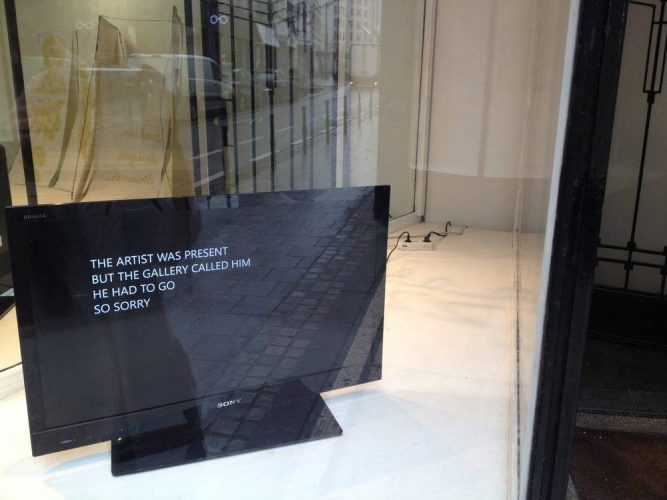 BRAVIA
THE ARTIST WAS PRESENT
BUT THE GALLERY CALLED HIM
HE HAD TO GO
SO SORRY
SONY